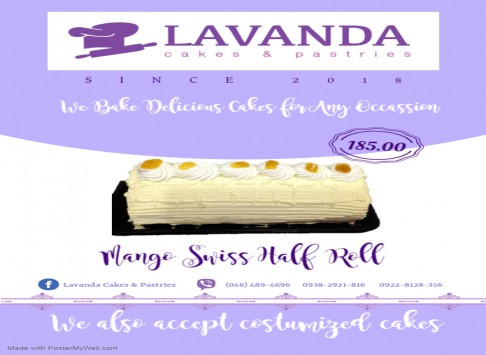 LAVANDA
cakes & pastries
SINCE 2018
We Bake Delicious Cakes for Any Occassion
185.00
Mango Swiss Half Roll
Lavanda Cakes & Pastries (046) 489-4696 0938-2921-816 0922-8128-356
We also accept costumized cakes
Made with PosterMyWall.com